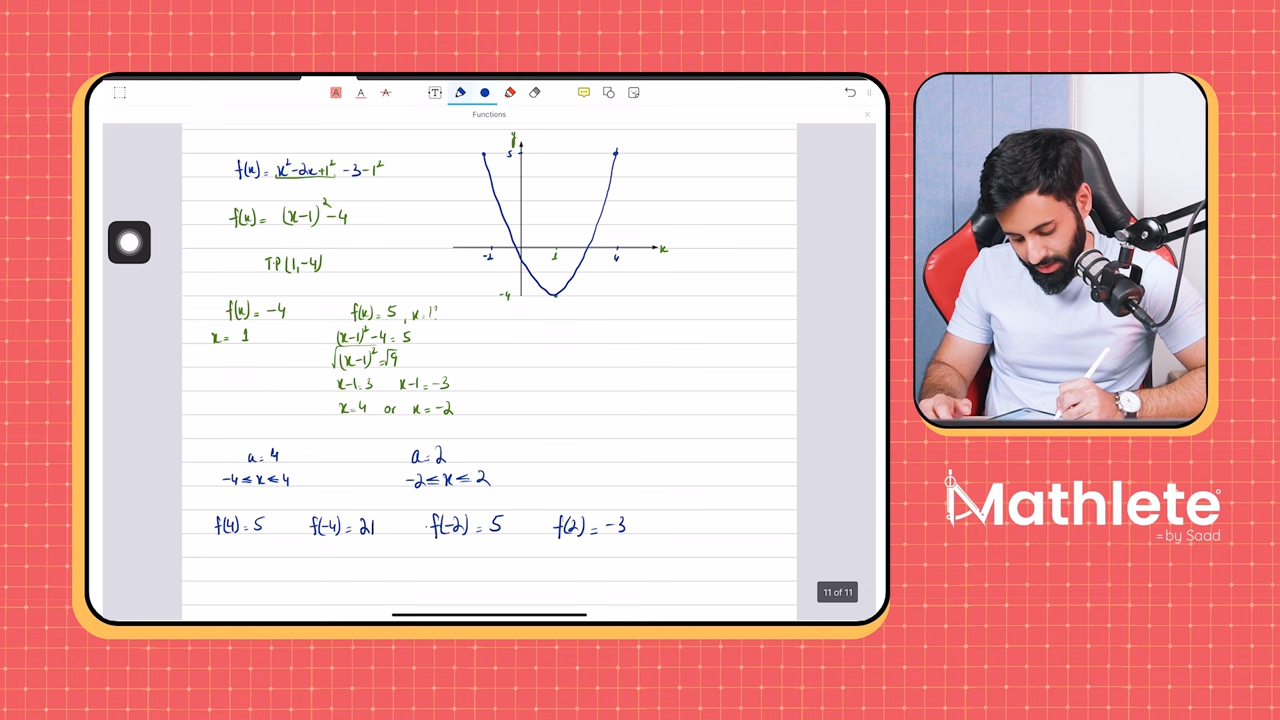 Functions
f(x) = x²-2x+1² -3-1²
f(x) = (x-1)² -4
T.P (1,-4)
y
5
-2
1
4
x
-4
f(x) = -4
x = 1
f(x) = 5 , x = ??
(x-1)² -4 = 5
√(x-1)² = √9
x-1=3 x-1=-3
x=4 or x=-2
a=4
-4≤x≤4
a=2
-2≤x≤2
f(4)=5 f(-4)=21 f(-2)=5 f(2)=-3
11 of 11
Mathlete
= by Saad